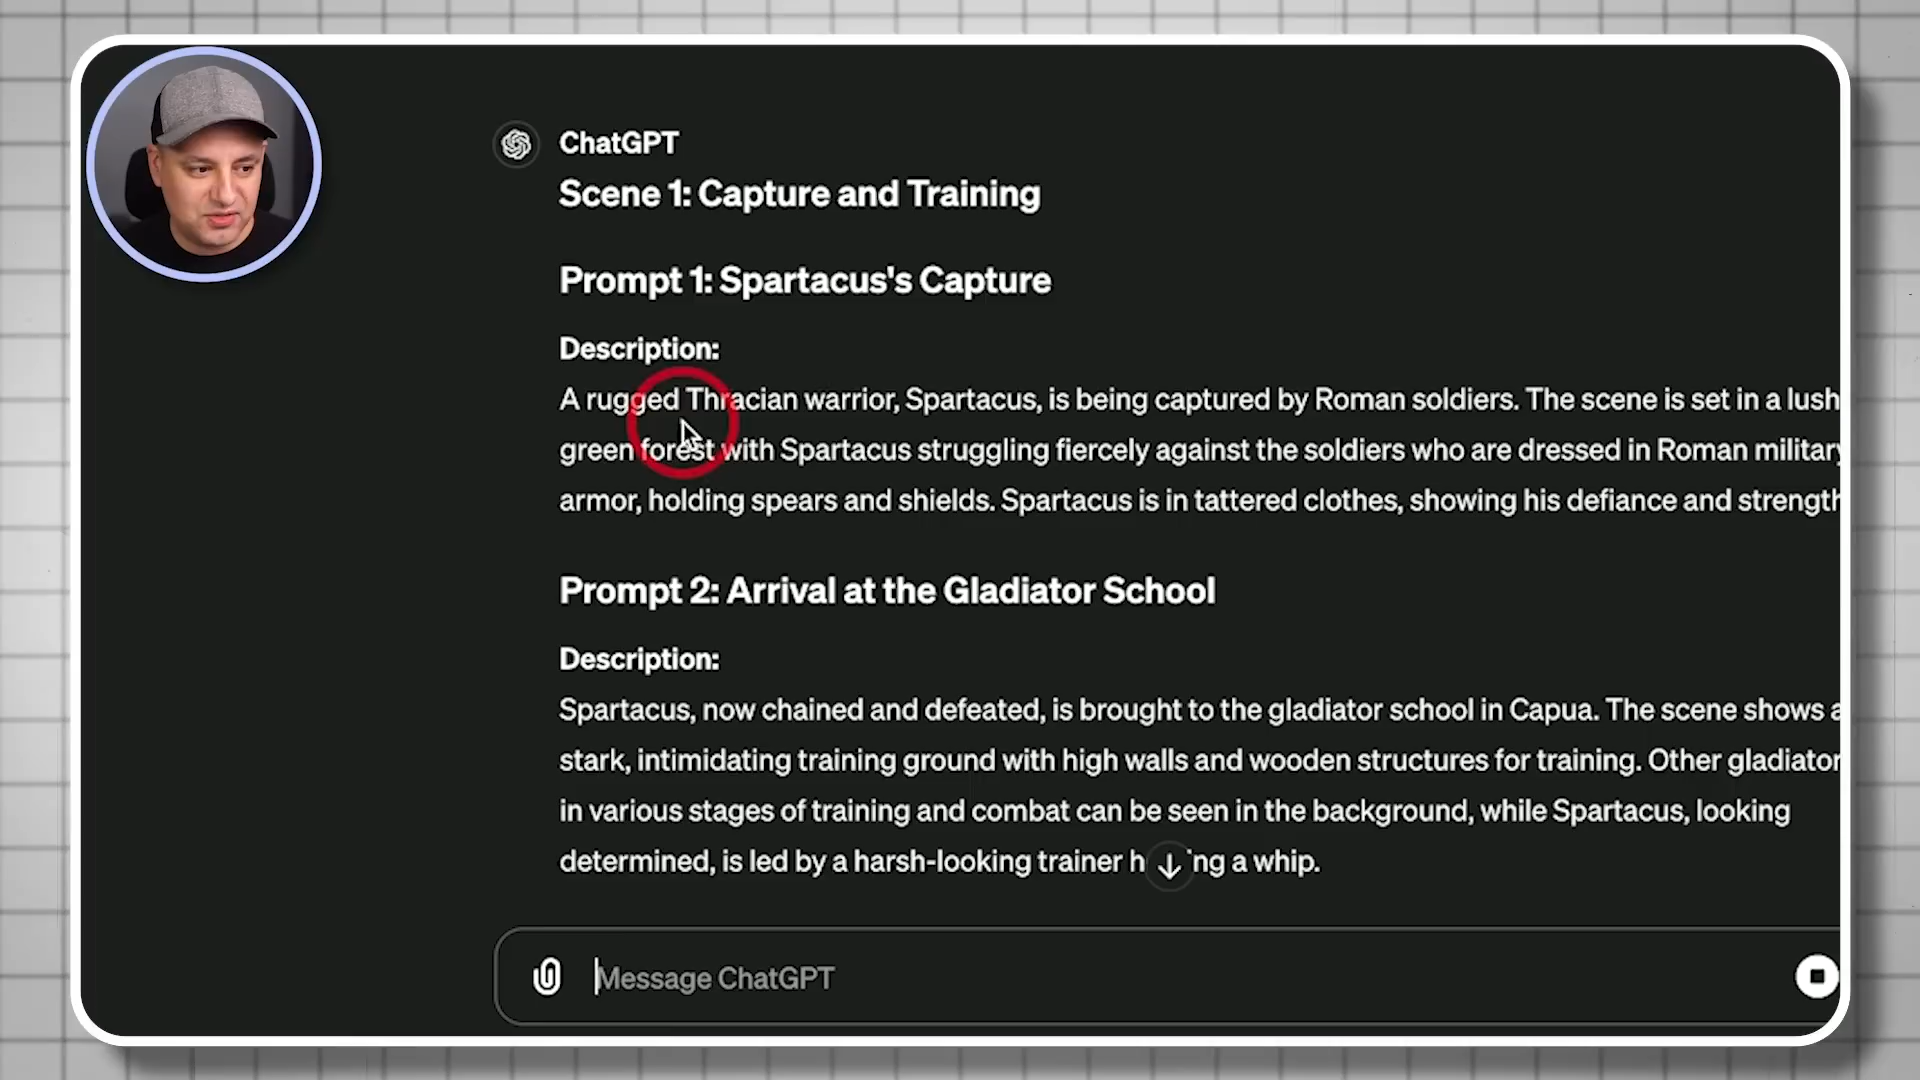 ChatGPT
Scene 1: Capture and Training
Prompt 1: Spartacus's Capture
Description:
A rugged Thracian warrior, Spartacus, is being captured by Roman soldiers. The scene is set in a lush
green forest with Spartacus struggling fiercely against the soldiers who are dressed in Roman military
armor, holding spears and shields. Spartacus is in tattered clothes, showing his defiance and strength
Prompt 2: Arrival at the Gladiator School
Description:
Spartacus, now chained and defeated, is brought to the gladiator school in Capua. The scene shows a
stark, intimidating training ground with high walls and wooden structures for training. Other gladiator
in various stages of training and combat can be seen in the background, while Spartacus, looking
determined, is led by a harsh-looking trainer h ng a whip.
Message ChatGPT